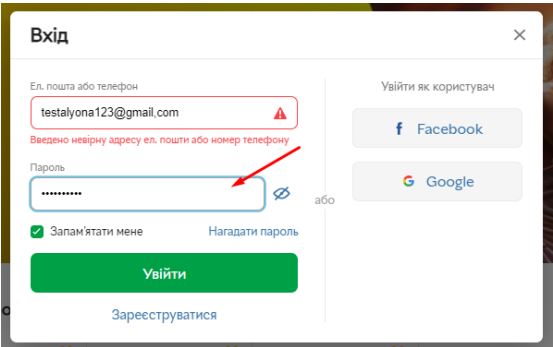 Вхід
Ел. пошта або телефон
testalyona123@gmail.com
Введено невірну адресу ел. пошти або номер телефону
Пароль
••••••••••
Запам'ятати мене
Нагадати пароль
Увійти
Зареєструватися
або
Увійти як користувач
Facebook
Google